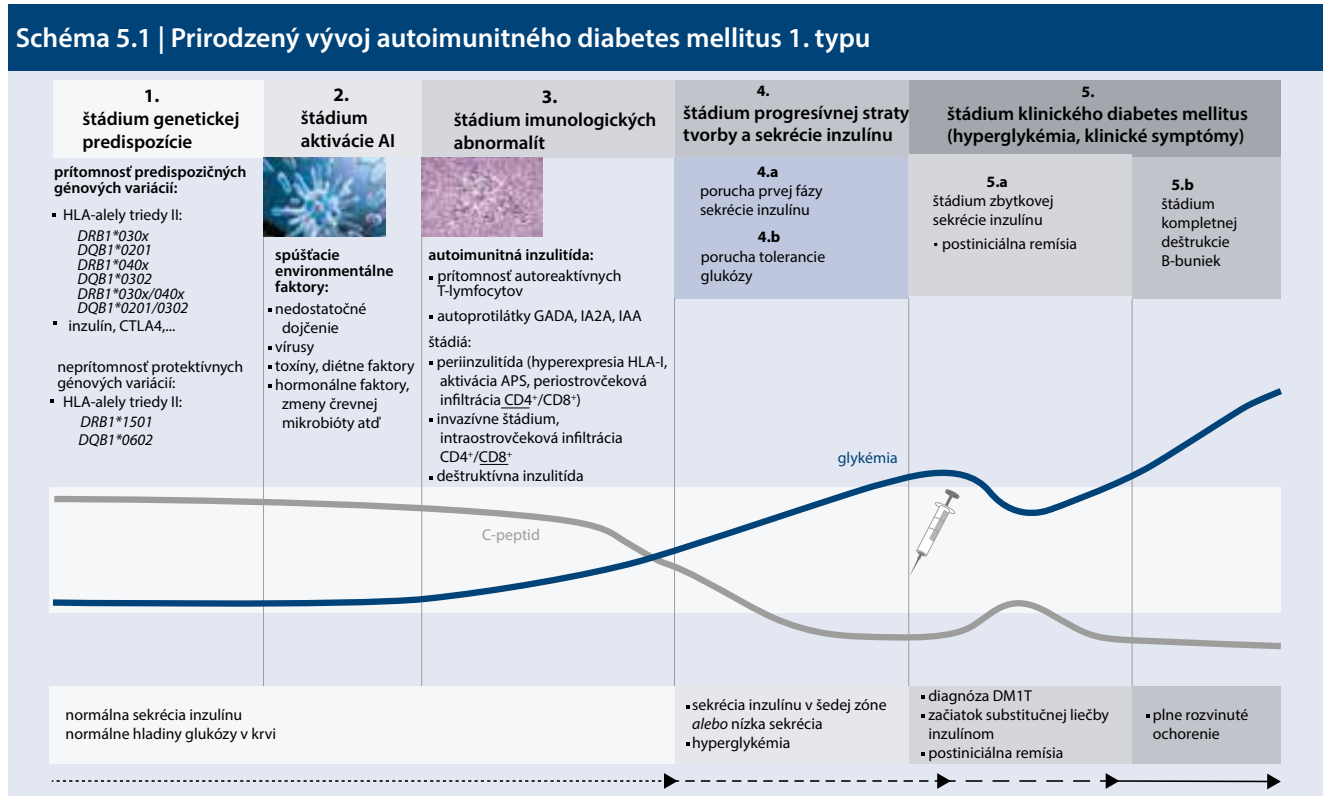 Schéma 5.1 | Prirodzený vývoj autoimunitného diabetes mellitus 1. typu
1.
štádium genetickej
predispozície
prítomnosť predispozičných
génových variácií:
▪ HLA-alely triedy II:
DRB1*030x
DQB1*0201
DRB1*040x
DQB1*0302
DRB1*030x/040x
DQB1*0201/0302
▪ inzulín, CTLA4,...
neprítomnosť protektívnych
génových variácií:
▪ HLA-alely triedy II:
DRB1*1501
DQB1*0602
2.
štádium
aktivácie AI
spúšťacie
environmentálne
faktory:
▪ nedostatočné
dojčenie
▪ vírusy
▪ toxíny, diétne faktory
▪ hormonálne faktory,
zmeny črevnej
mikrobióty atď
3.
štádium imunologických
abnormalít
autoimunitná inzulitída:
▪ prítomnosť autoreaktívnych
T-lymfocytov
▪ autoprotilátky GADA, IA2A, IAA
štádiá:
▪ periinzulitída (hyperexpresia HLA-I,
aktivácia APS, periostrovčeková
infiltrácia CD4⁺/CD8⁺)
▪ invazívne štádium,
intraostrovčeková infiltrácia
CD4⁺/CD8⁺
▪ deštruktívna inzulitída
4.
štádium progresívnej straty
tvorby a sekrécie inzulínu
4.a
porucha prvej fázy
sekrécie inzulínu
4.b
porucha tolerancie
glukózy
5.
štádium klinického diabetes mellitus
(hyperglykémia, klinické symptómy)
5.a
štádium zbytkovej
sekrécie inzulínu
▪ postiniciálna remísia
5.b
štádium
kompletnej
deštrukcie
B-buniek
glykémia
C-peptid
normálna sekrécia inzulínu
normálne hladiny glukózy v krvi
▪ sekrécia inzulínu v šedej zóne
alebo nízka sekrécia
▪ hyperglykémia
▪ diagnóza DM1T
▪ začiatok substitučnej liečby
inzulínom
▪ postiniciálna remísia
▪ plne rozvinuté
ochorenie